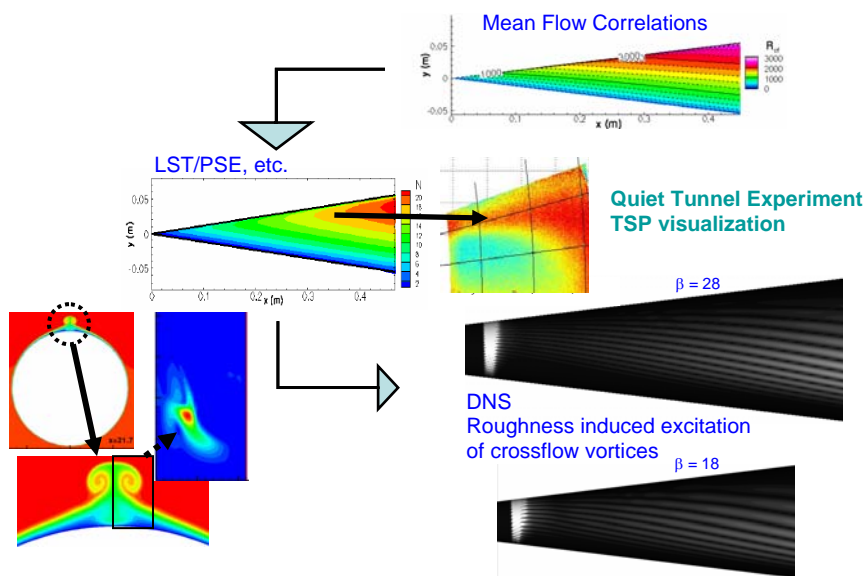 Mean Flow Correlations
y (m)
0.05
0
-0.05
1000
2000
R_cf
3000
2000
1000
0
0 0.1 0.2 0.3 0.4
x (m)
LST/PSE, etc.
y (m)
0.05
0
-0.05
N
20
18
14
12
10
8
6
4
2
0 0.1 0.2 0.3 0.4
x (m)
Quiet Tunnel Experiment
TSP visualization
β = 28
x=21.7
DNS
Roughness induced excitation
of crossflow vortices
β = 18